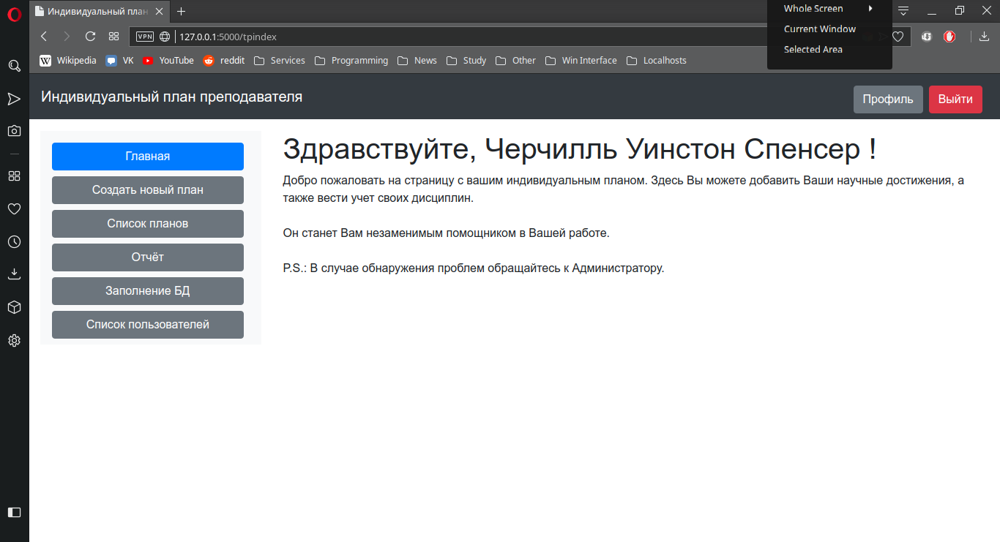 Индивидуальный план
Whole Screen
Current Window
Selected Area
VPN
127.0.0.1:5000/tpindex
W Wikipedia VK YouTube reddit Services Programming News Study Other Win Interface Localhosts
Индивидуальный план преподавателя
Профиль Выйти
Главная
Создать новый план
Список планов
Отчёт
Заполнение БД
Список пользователей
Здравствуйте, Черчилль Уинстон Спенсер !
Добро пожаловать на страницу с вашим индивидуальным планом. Здесь Вы можете добавить Ваши научные достижения, а
также вести учет своих дисциплин.
Он станет Вам незаменимым помощником в Вашей работе.
P.S.: В случае обнаружения проблем обращайтесь к Администратору.